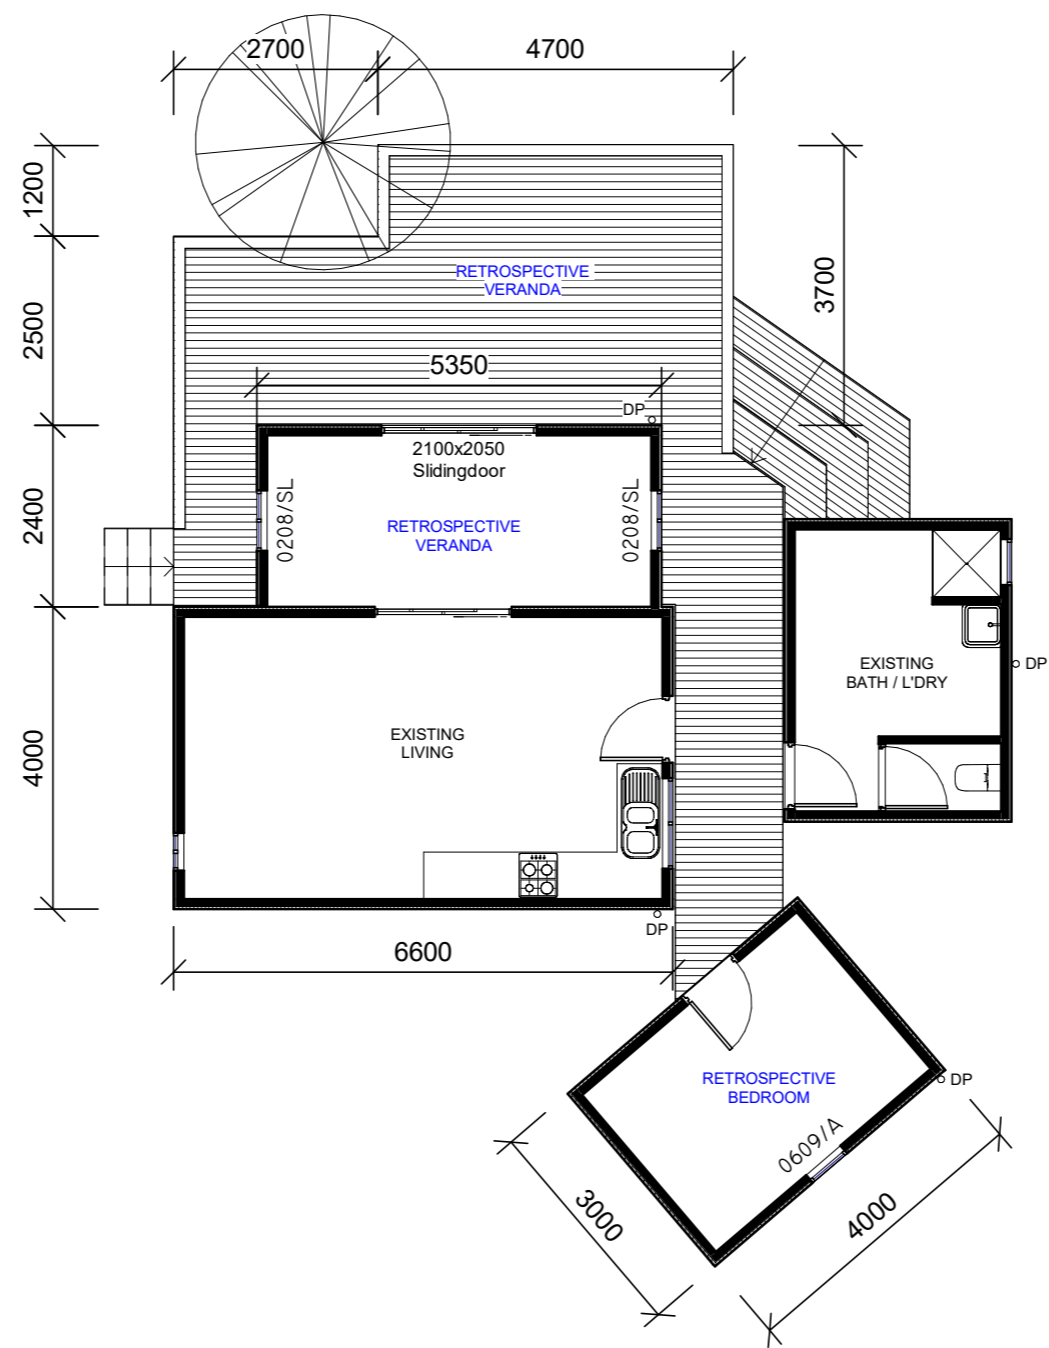 2700
4700
1200
2500
2400
4000
3700
RETROSPECTIVE
VERANDA
5350
DP
2100x2050
Slidingdoor
0208/SL
0208/SL
RETROSPECTIVE
VERANDA
EXISTING
BATH / L'DRY
DP
EXISTING
LIVING
DP
6600
RETROSPECTIVE
BEDROOM
DP
0609/A
3000
4000